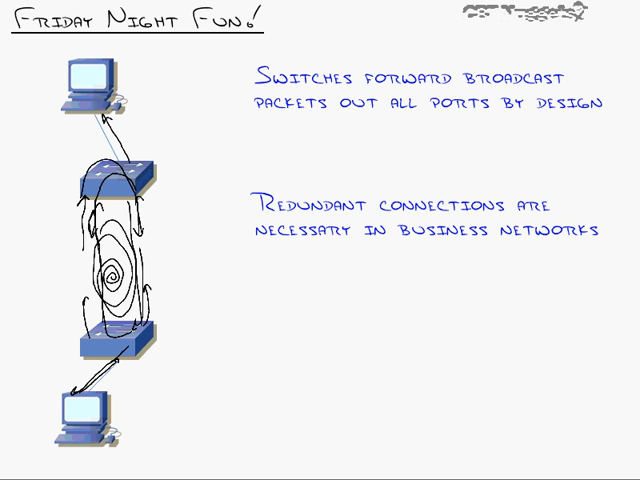 Friday Night Fun!
Switches forward broadcast
packets out all ports by design
Redundant connections are
necessary in business networks